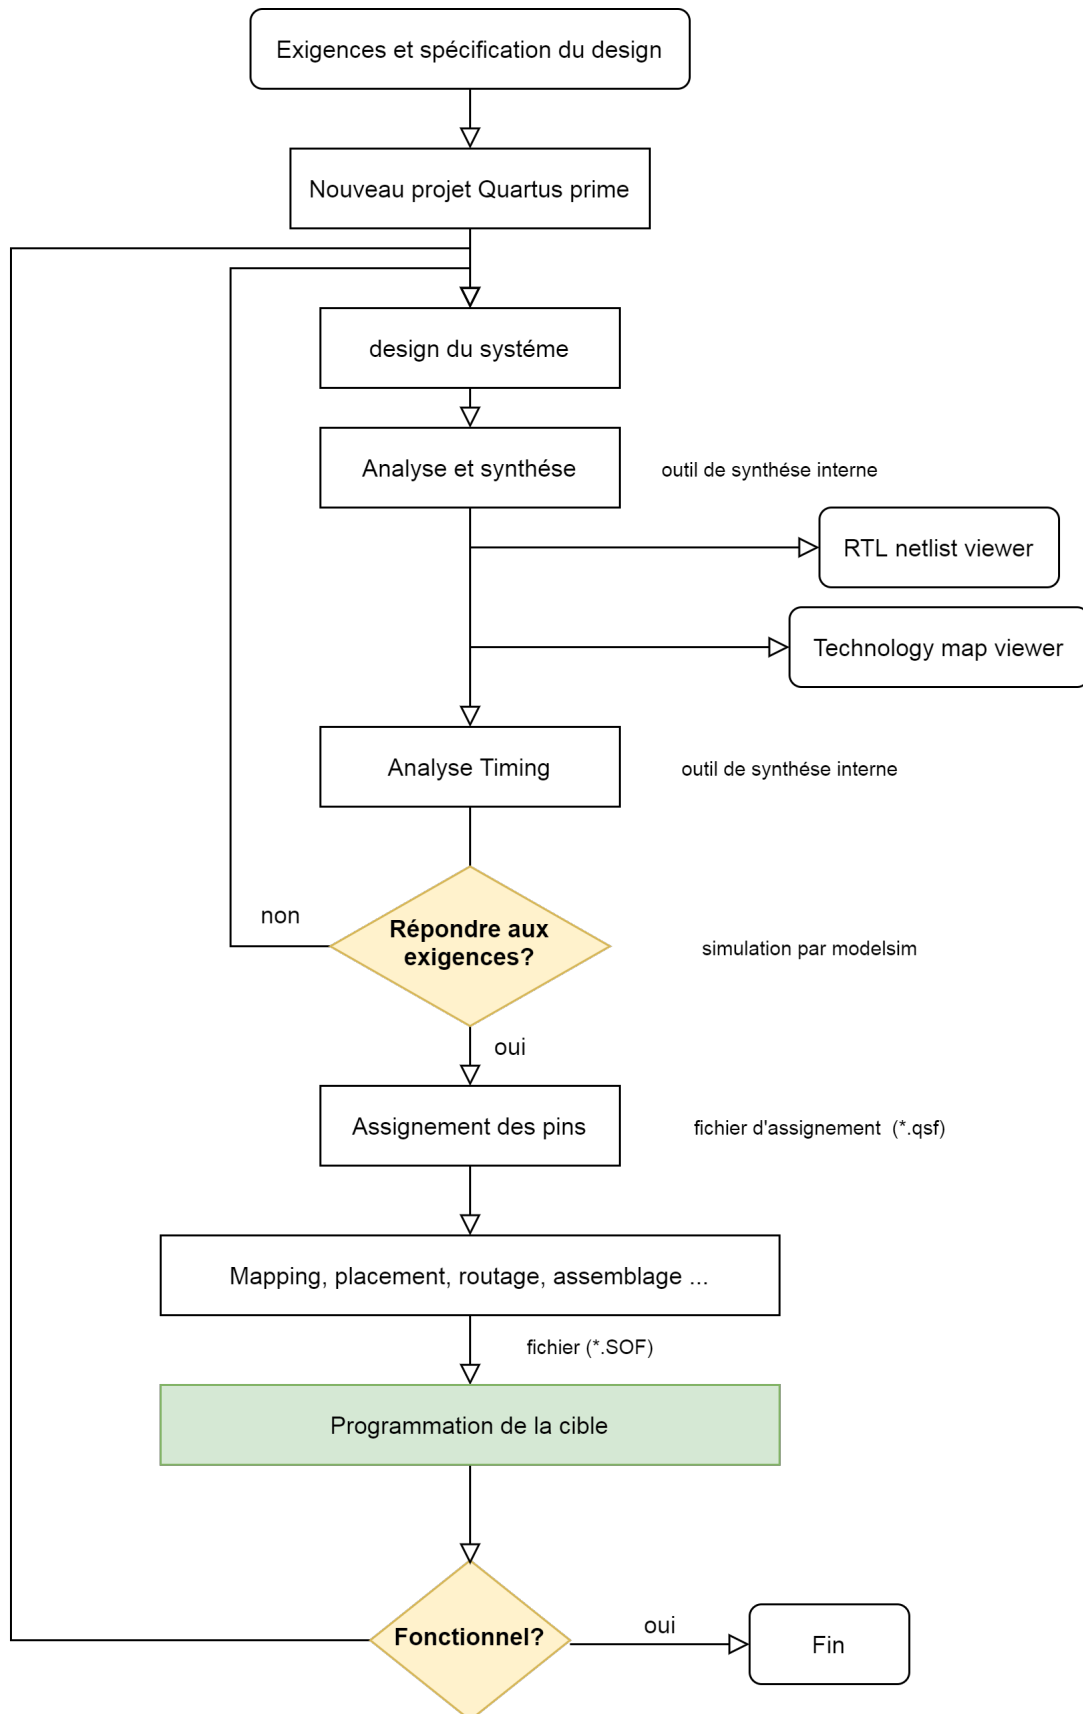 Exigences et spécification du design
Nouveau projet Quartus prime
design du systéme
Analyse et synthése
outil de synthése interne
RTL netlist viewer
Technology map viewer
Analyse Timing
outil de synthése interne
non
Répondre aux
exigences?
simulation par modelsim
oui
Assignement des pins
fichier d'assignement (*.qsf)
Mapping, placement, routage, assemblage ...
fichier (*.SOF)
Programmation de la cible
Fonctionnel?
oui
Fin